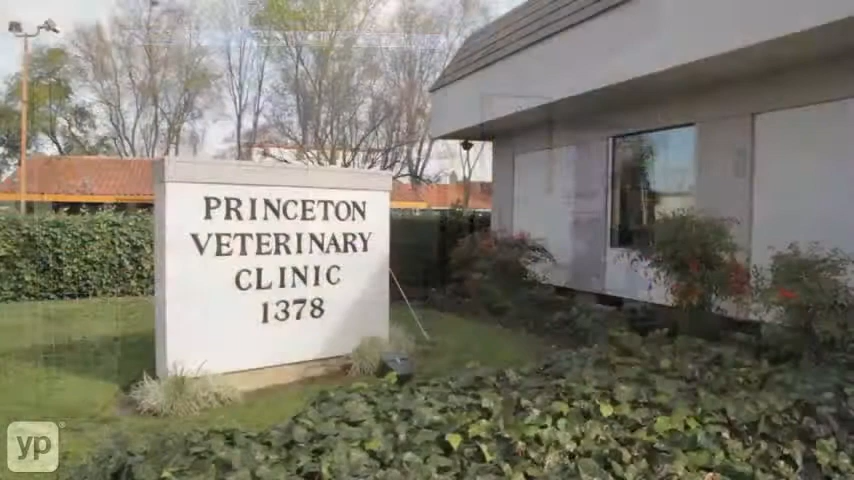 PRINCETON
VETERINARY
CLINIC
1378
yp